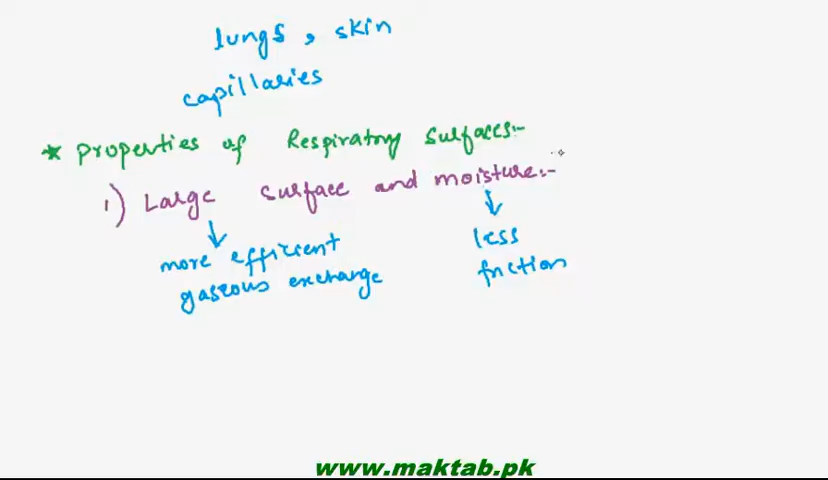 lungs , skin
capillaries
* Properties of Respiratory surfaces:-
1) Large surface and moisture:-
more efficient gaseous exchange
less friction
www.maktab.pk